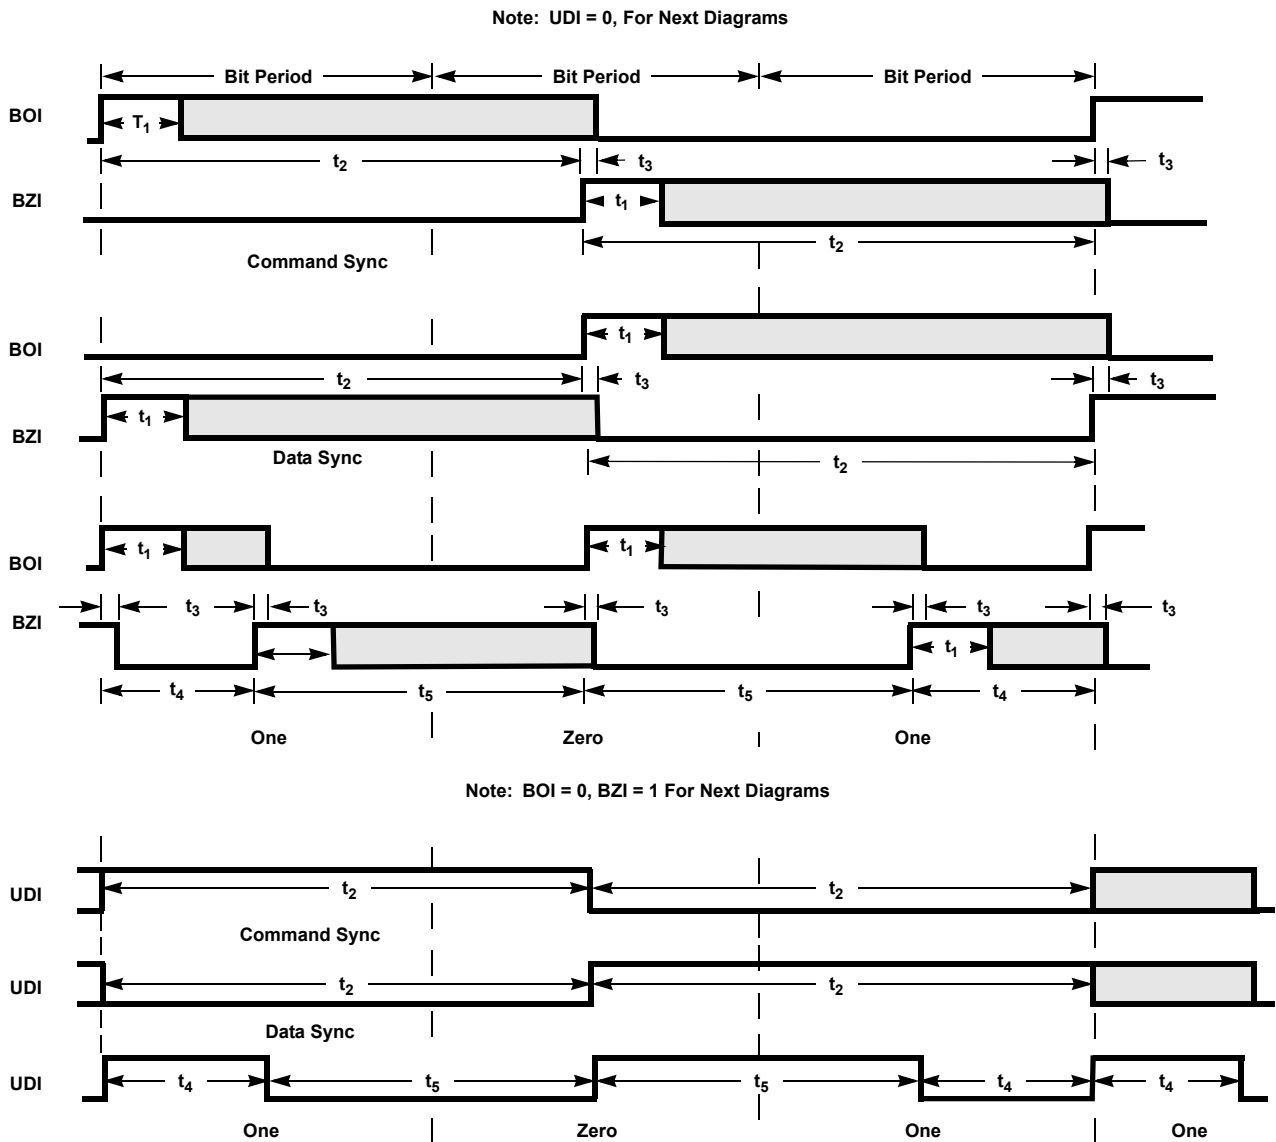 Note: UDI = 0, For Next Diagrams
Bit Period Bit Period Bit Period
BOI
T1
t2 t3 t3
BZI
t1
t2
Command Sync
BOI
t1
t2 t3 t3
BZI
t1
Data Sync
t2
BOI
t1 t1
t3 t3 t3 t3 t3
BZI
t1
t4 t5 t5 t4
One Zero One
Note: BOI = 0, BZI = 1 For Next Diagrams
UDI
t2 t2
Command Sync
UDI
t2 t2
Data Sync
UDI
t4 t5 t5 t4 t4
One Zero One One